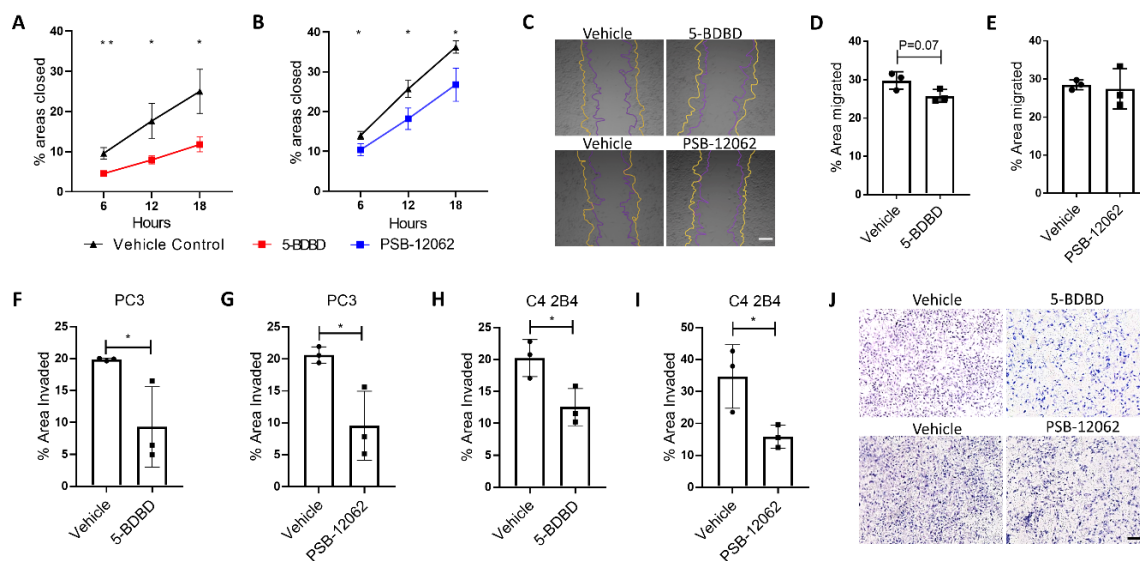 A
B
C
D
E
% areas closed
40
30
20
10
0
* *
*
*
6
12
18
Hours
% areas closed
40
30
20
10
0
*
*
*
6
12
18
Hours
Vehicle Control
5-BDBD
PSB-12062
Vehicle
5-BDBD
Vehicle
PSB-12062
% Area migrated
40
30
20
10
0
P=0.07
Vehicle
5-BDBD
% Area migrated
40
30
20
10
0
Vehicle
PSB-12062
F
G
H
I
J
PC3
% Area Invaded
25
20
15
10
5
0
*
Vehicle
5-BDBD
PC3
% Area Invaded
25
20
15
10
5
0
*
Vehicle
PSB-12062
C4 2B4
% Area Invaded
25
20
15
10
5
0
*
Vehicle
5-BDBD
C4 2B4
% Area Invaded
50
40
30
20
10
0
*
Vehicle
PSB-12062
Vehicle
5-BDBD
Vehicle
PSB-12062